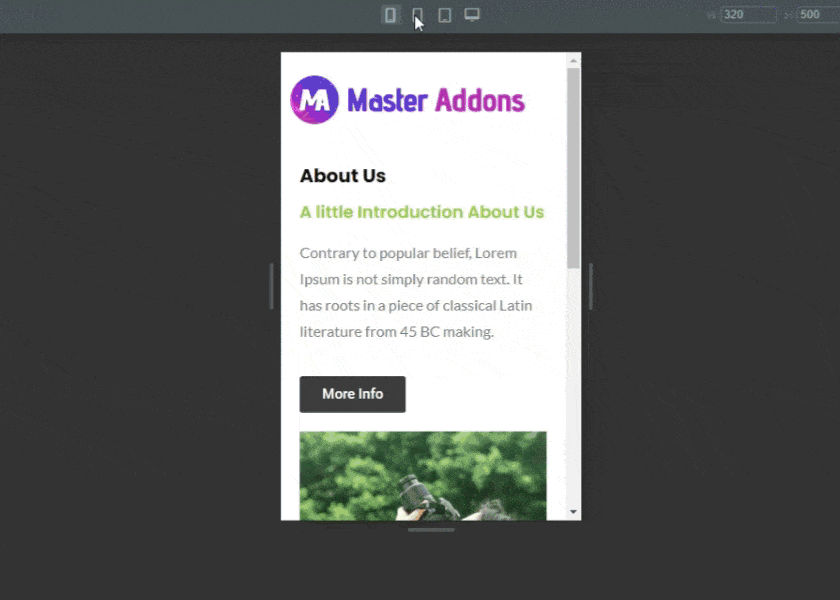 320
500
MA Master Addons
About Us
A little Introduction About Us
Contrary to popular belief, Lorem
Ipsum is not simply random text. It
has roots in a piece of classical Latin
literature from 45 BC making.
More Info